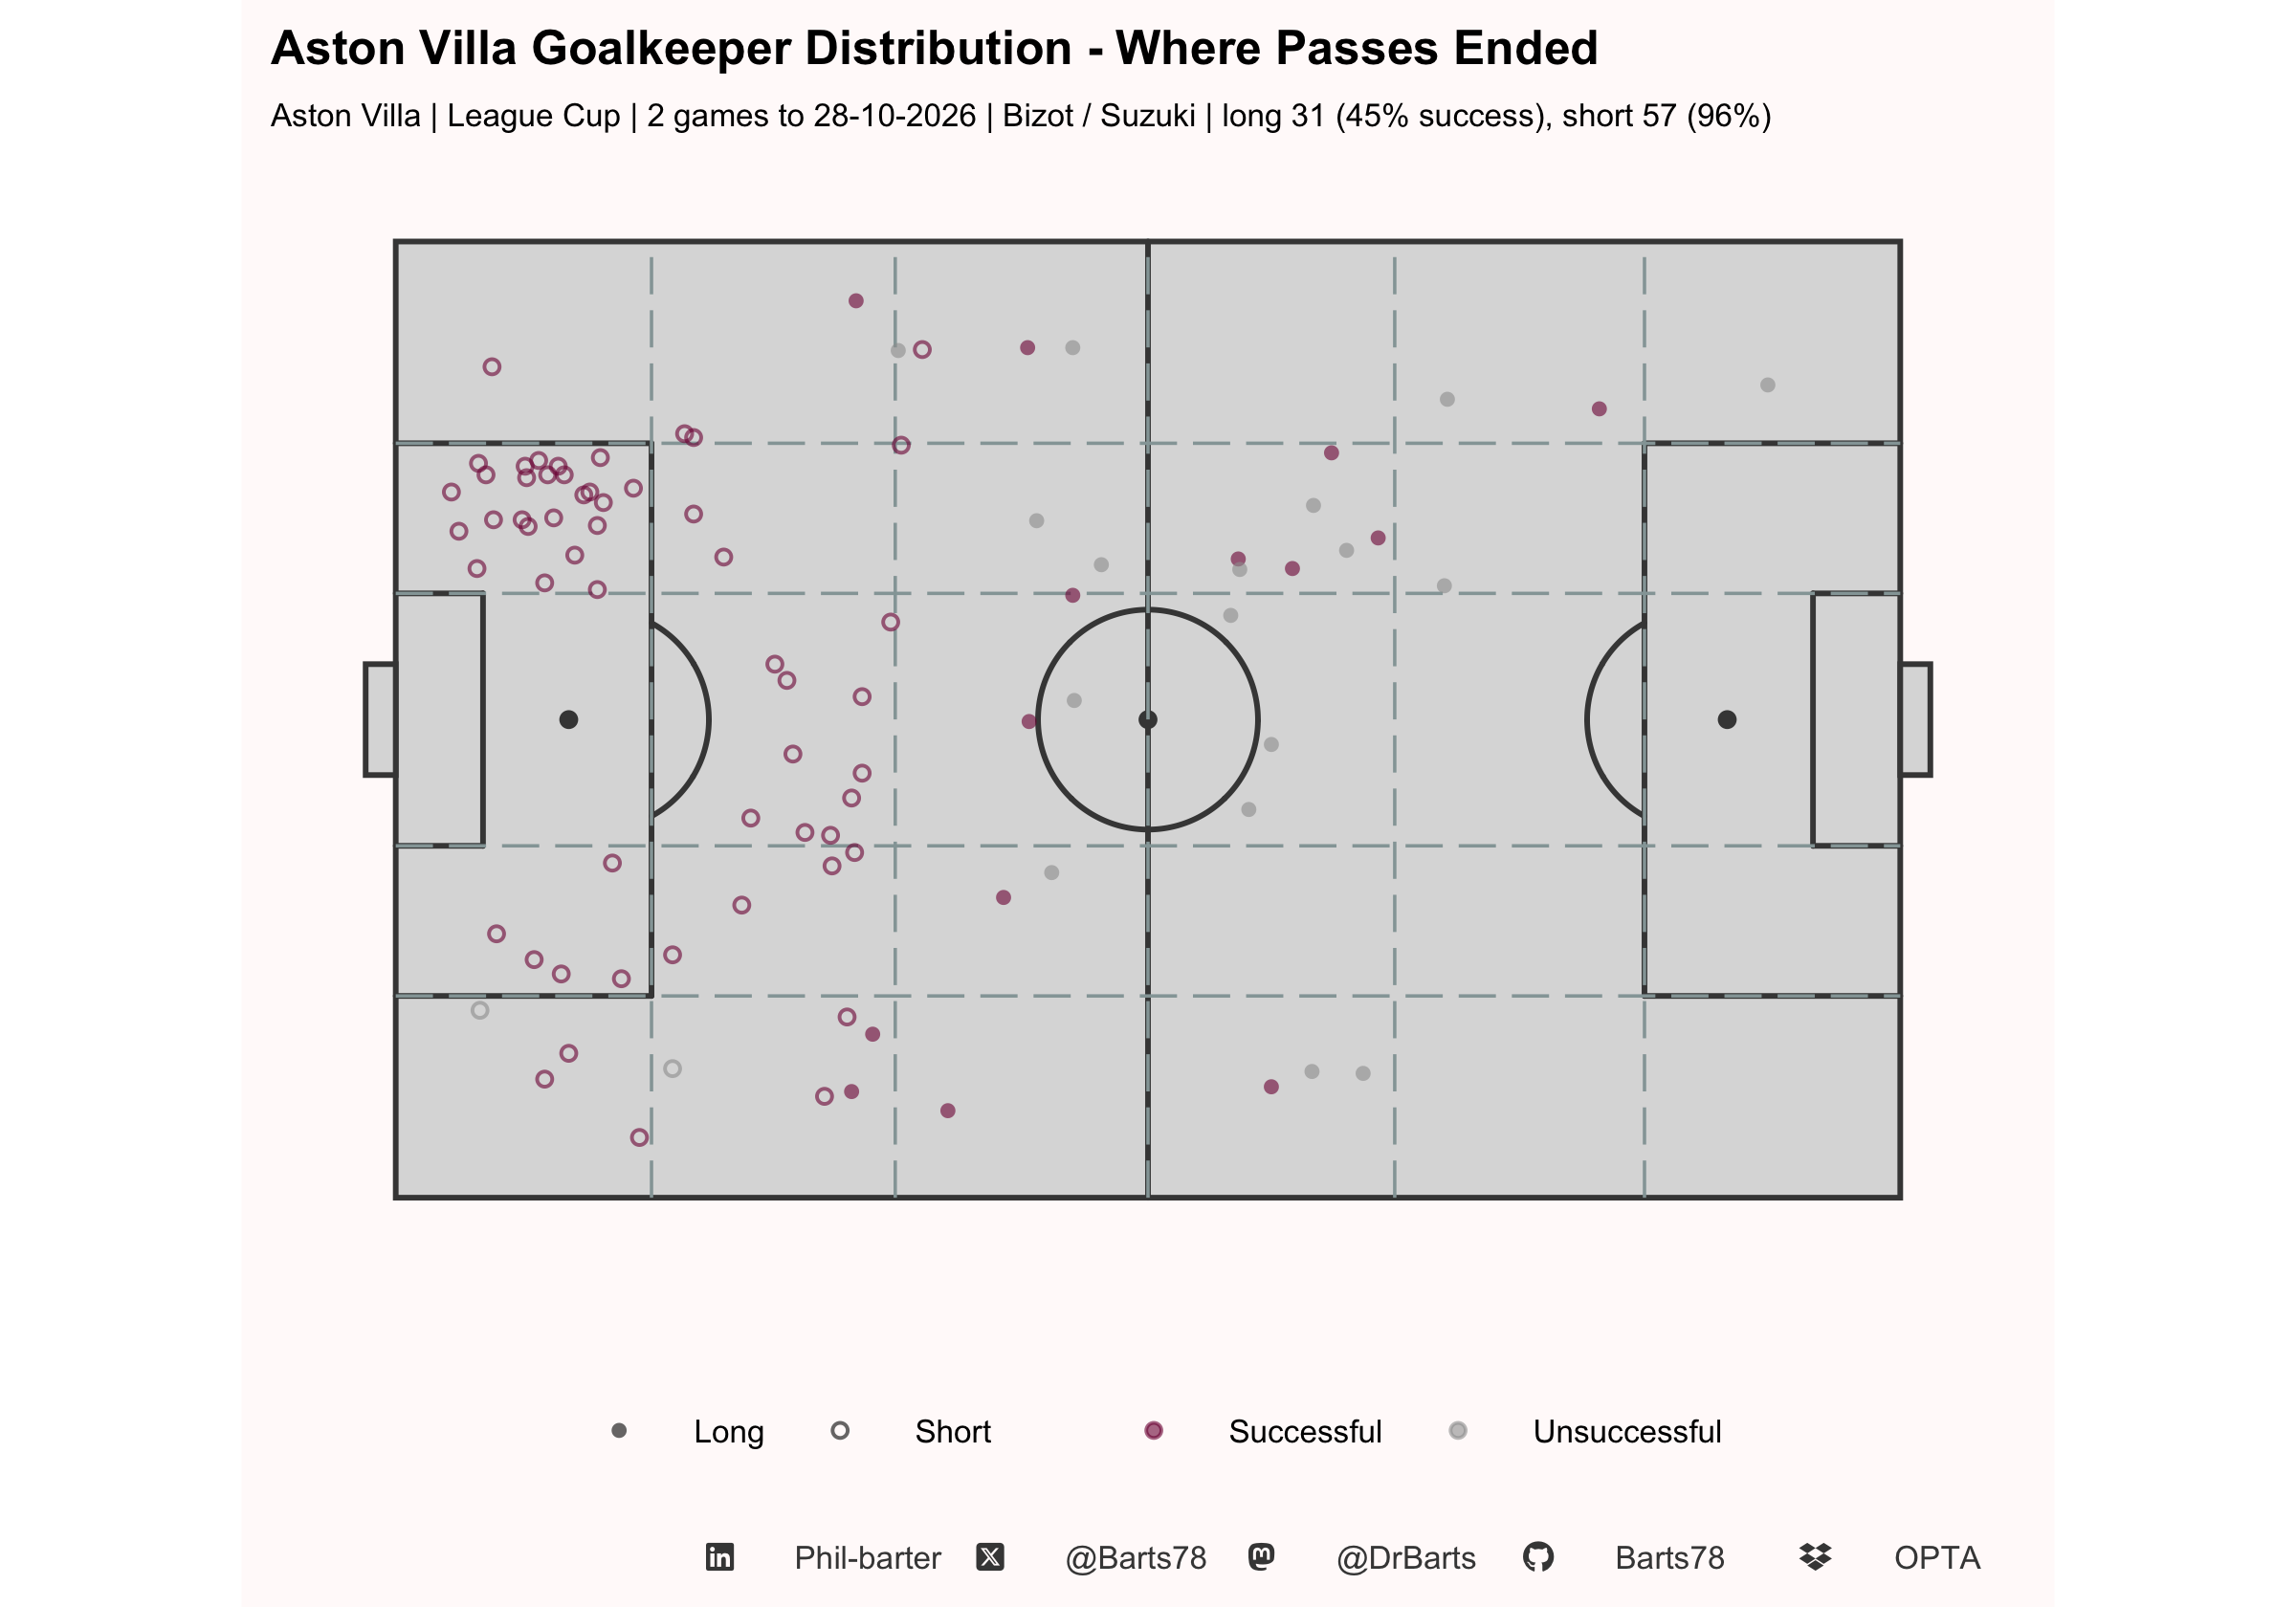 Aston Villa Goalkeeper Distribution - Where Passes Ended
Aston Villa | League Cup | 2 games to 28-10-2026 | Bizot / Suzuki | long 31 (45% success), short 57 (96%)
Long Short Successful Unsuccessful
Phil-barter @Barts78 @DrBarts Barts78 OPTA